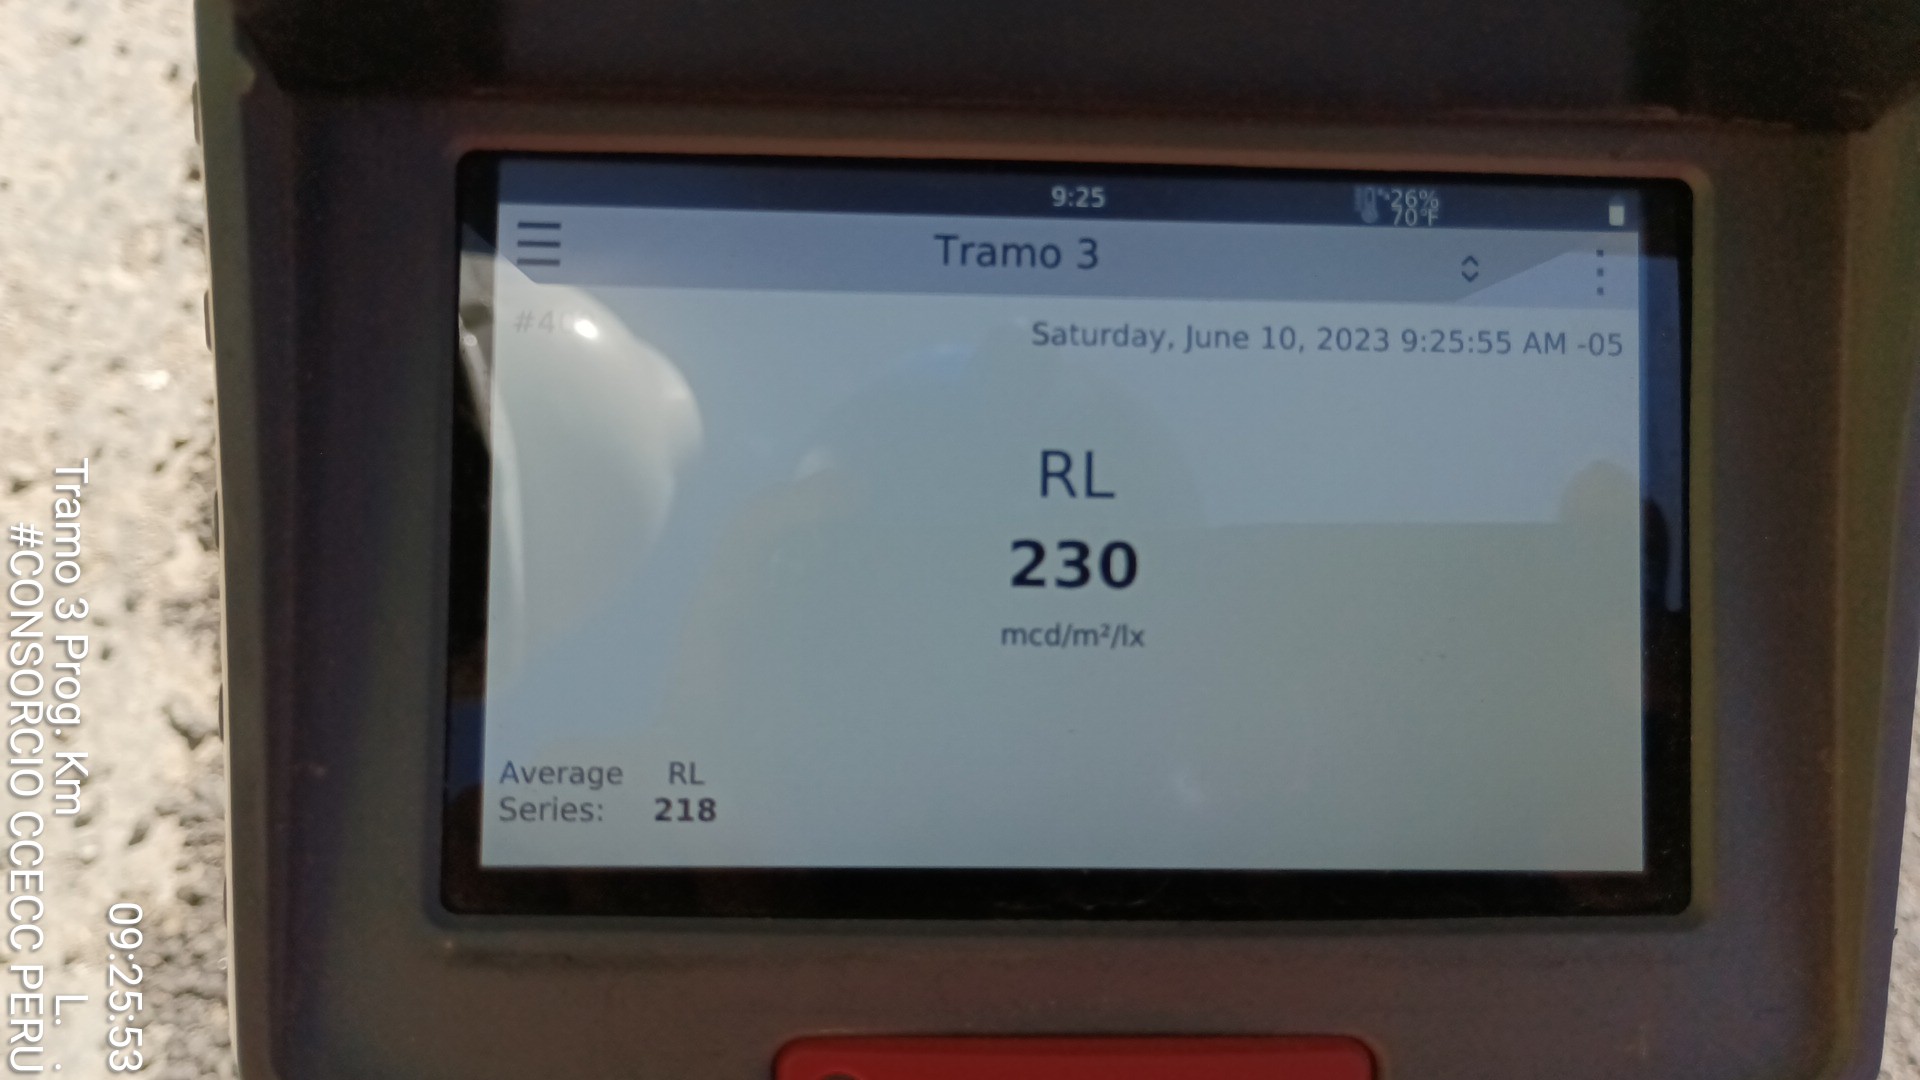 9:25
26%
70°F
Tramo 3
Saturday, June 10, 2023 9:25:55 AM -05
RL
230
mcd/m²/lx
Average RL
Series: 218
09:25:53
Tramo 3 Prog. Km L. .
#CONSORCIO CCECC PERU